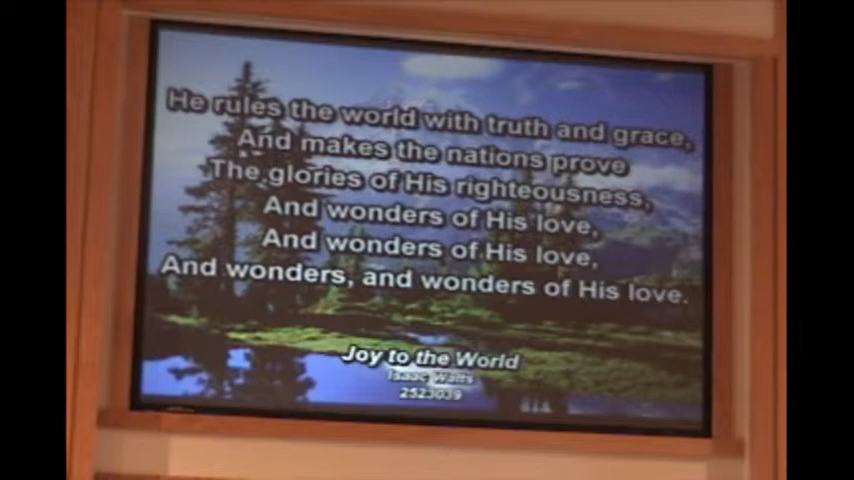 He rules the world with truth and grace,
And makes the nations prove
The glories of His righteousness,
And wonders of His love,
And wonders of His love,
And wonders, and wonders of His love.
Joy to the World
Isaac Watts
2523039